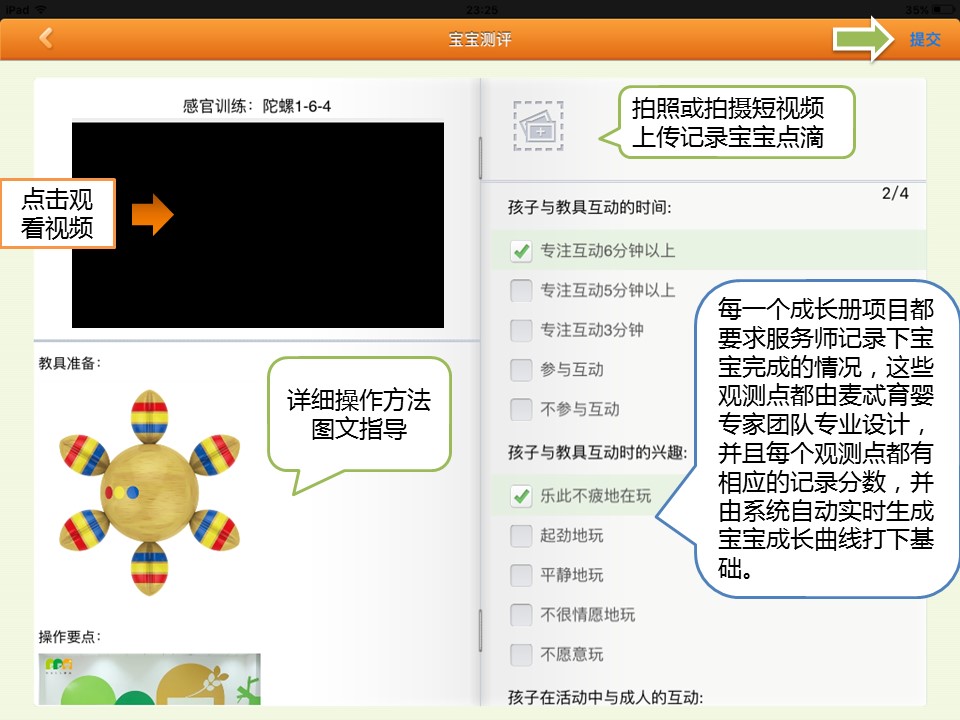 iPad
23:25
35%
宝宝测评
提交
感官训练：陀螺1-6-4
点击观
看视频
教具准备：
详细操作方法
图文指导
操作要点：
拍照或拍摄短视频
上传记录宝宝点滴
2/4
孩子与教具互动的时间：
专注互动6分钟以上
专注互动5分钟以上
专注互动3分钟
参与互动
不参与互动
孩子与教具互动时的兴趣：
乐此不疲地在玩
起劲地玩
平静地玩
不很情愿地玩
不愿意玩
孩子在活动中与成人的互动：
每一个成长册项目都
要求服务师记录下宝
宝完成的情况，这些
观测点都由麦忒育婴
专家团队专业设计，
并且每个观测点都有
相应的记录分数，并
由系统自动实时生成
宝宝成长曲线打下基
础。